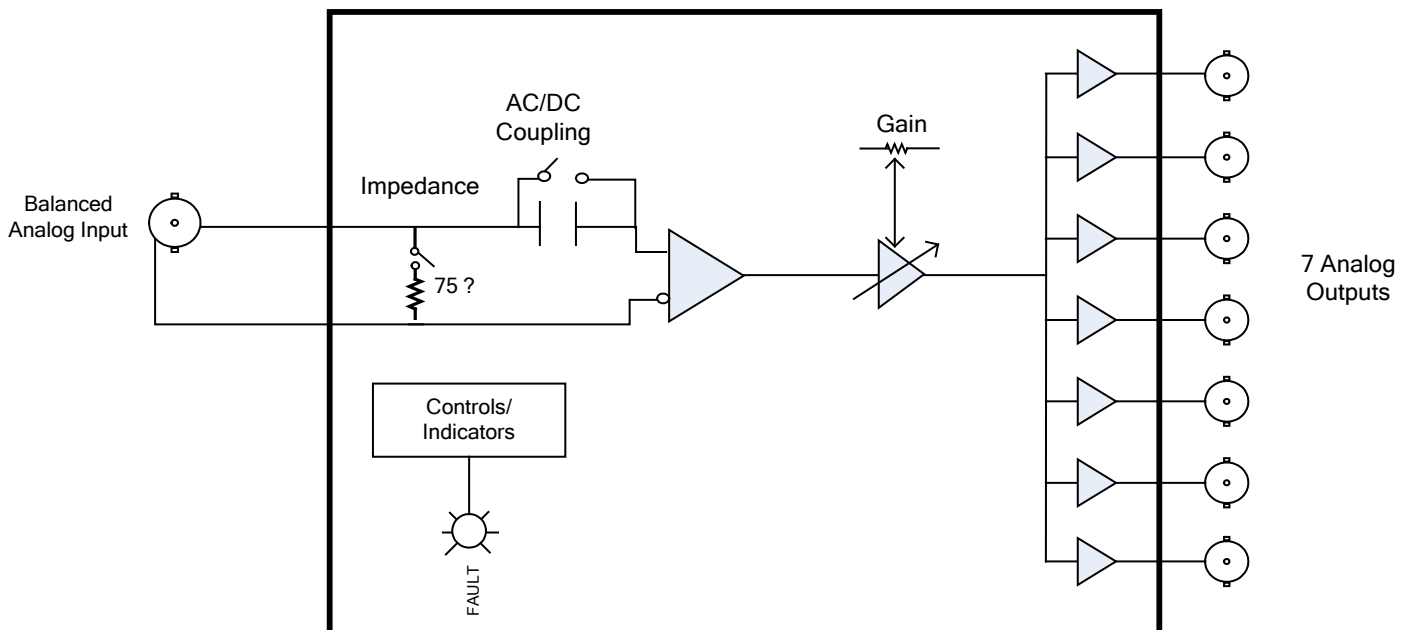 AC/DC
Coupling
Gain
Impedance
Balanced
Analog Input
75 ?
7 Analog
Outputs
Controls/
Indicators
FAULT